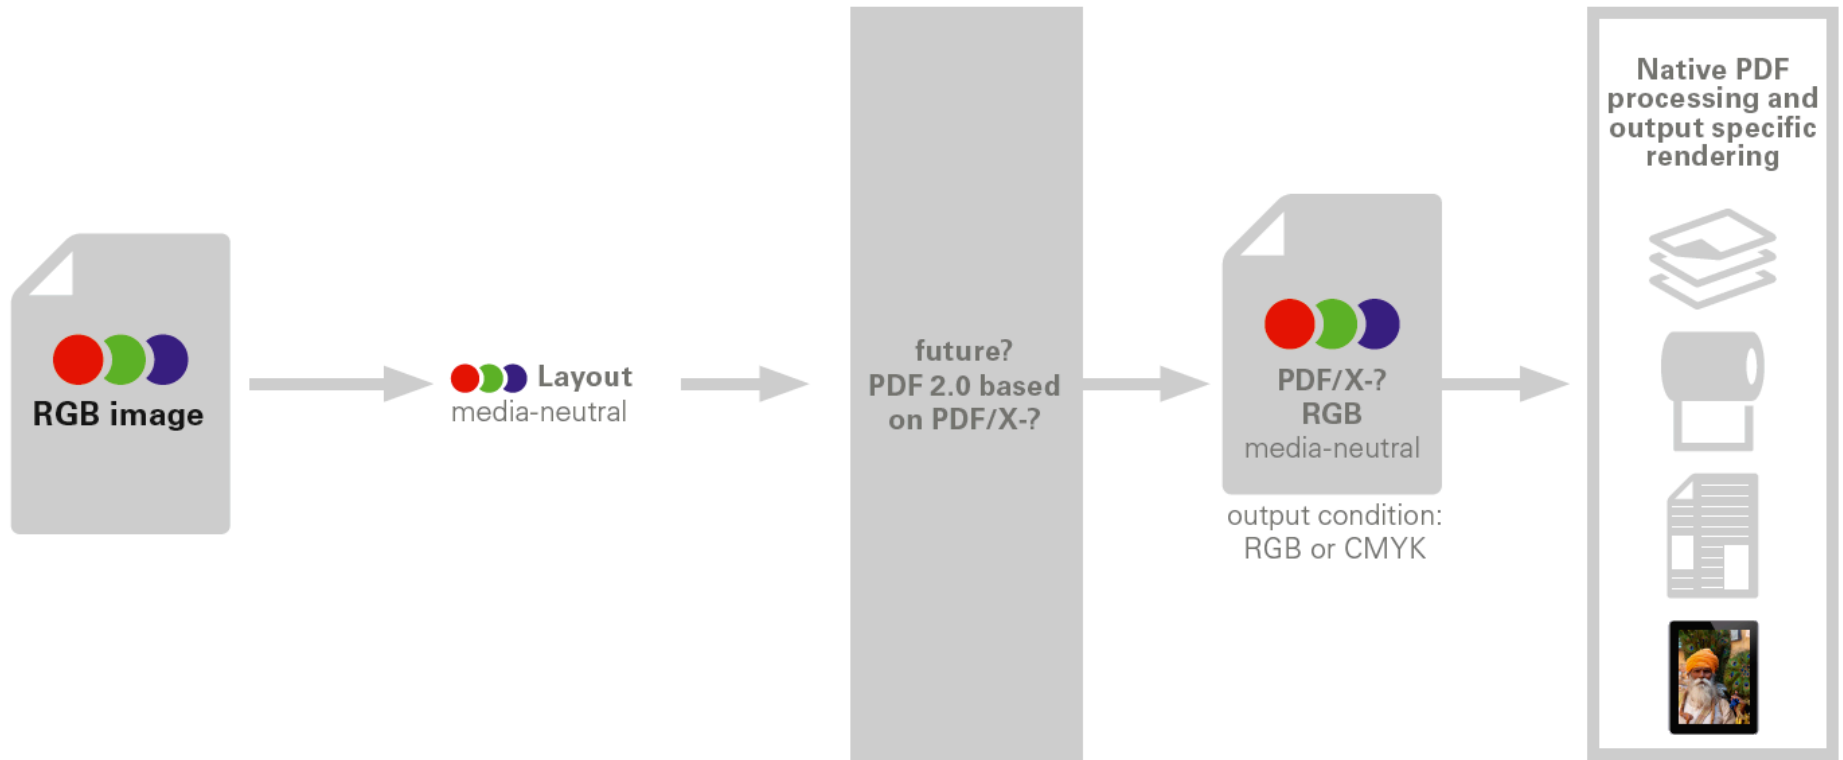 RGB image
Layout
media-neutral
future?
PDF 2.0 based
on PDF/X-?
PDF/X-?
RGB
media-neutral
output condition:
RGB or CMYK
Native PDF
processing and
output specific
rendering